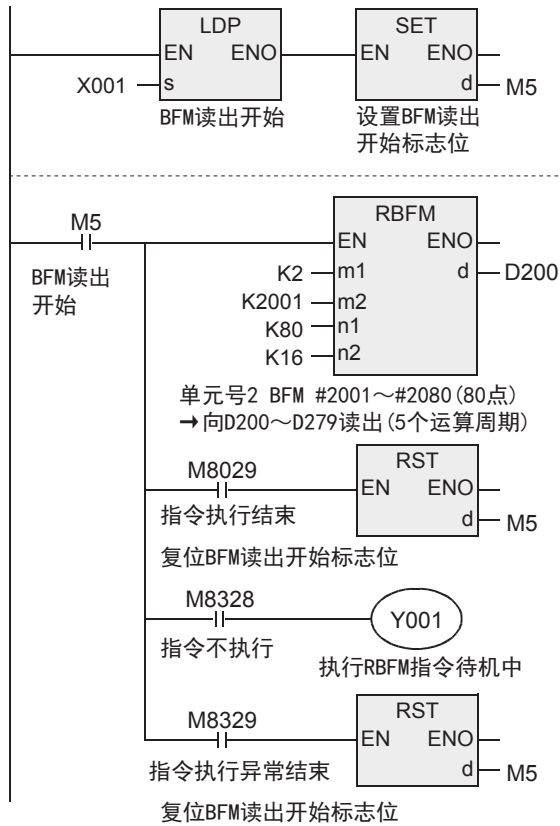 LDP
SET
EN ENO
EN ENO
X001
s
d
M5
BFM读出开始
设置BFM读出
开始标志位
M5
RBFM
EN ENO
BFM读出
开始
K2
m1
d
D200
K2001
m2
K80
n1
K16
n2
单元号2 BFM #2001～#2080(80点)
→向D200～D279读出(5个运算周期)
M8029
RST
EN ENO
指令执行结束
d
M5
复位BFM读出开始标志位
M8328
Y001
指令不执行
执行RBFM指令待机中
M8329
RST
EN ENO
指令执行异常结束
d
M5
复位BFM读出开始标志位